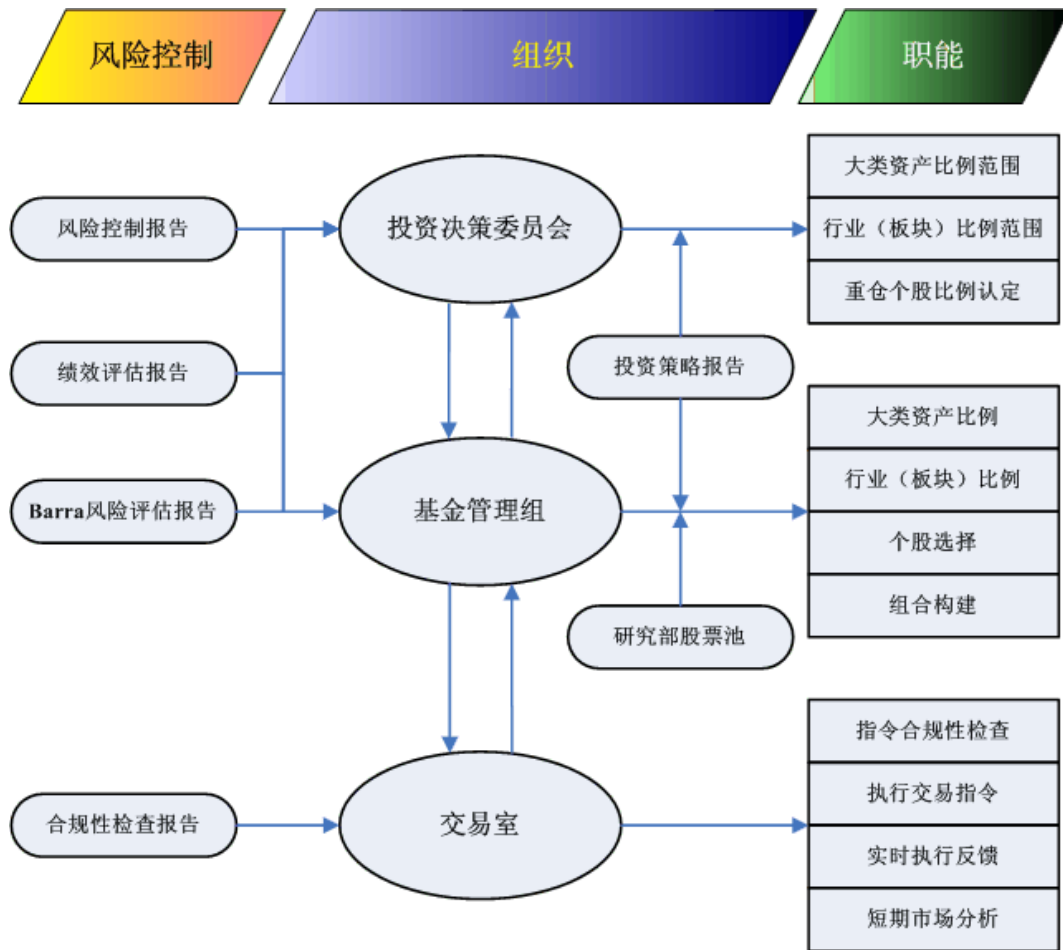 风险控制
组织
职能
大类资产比例范围
风险控制报告
投资决策委员会
行业（板块）比例范围
重仓个股比例认定
绩效评估报告
投资策略报告
大类资产比例
行业（板块）比例
Barra风险评估报告
基金管理组
个股选择
组合构建
研究部股票池
指令合规性检查
执行交易指令
合规性检查报告
交易室
实时执行反馈
短期市场分析